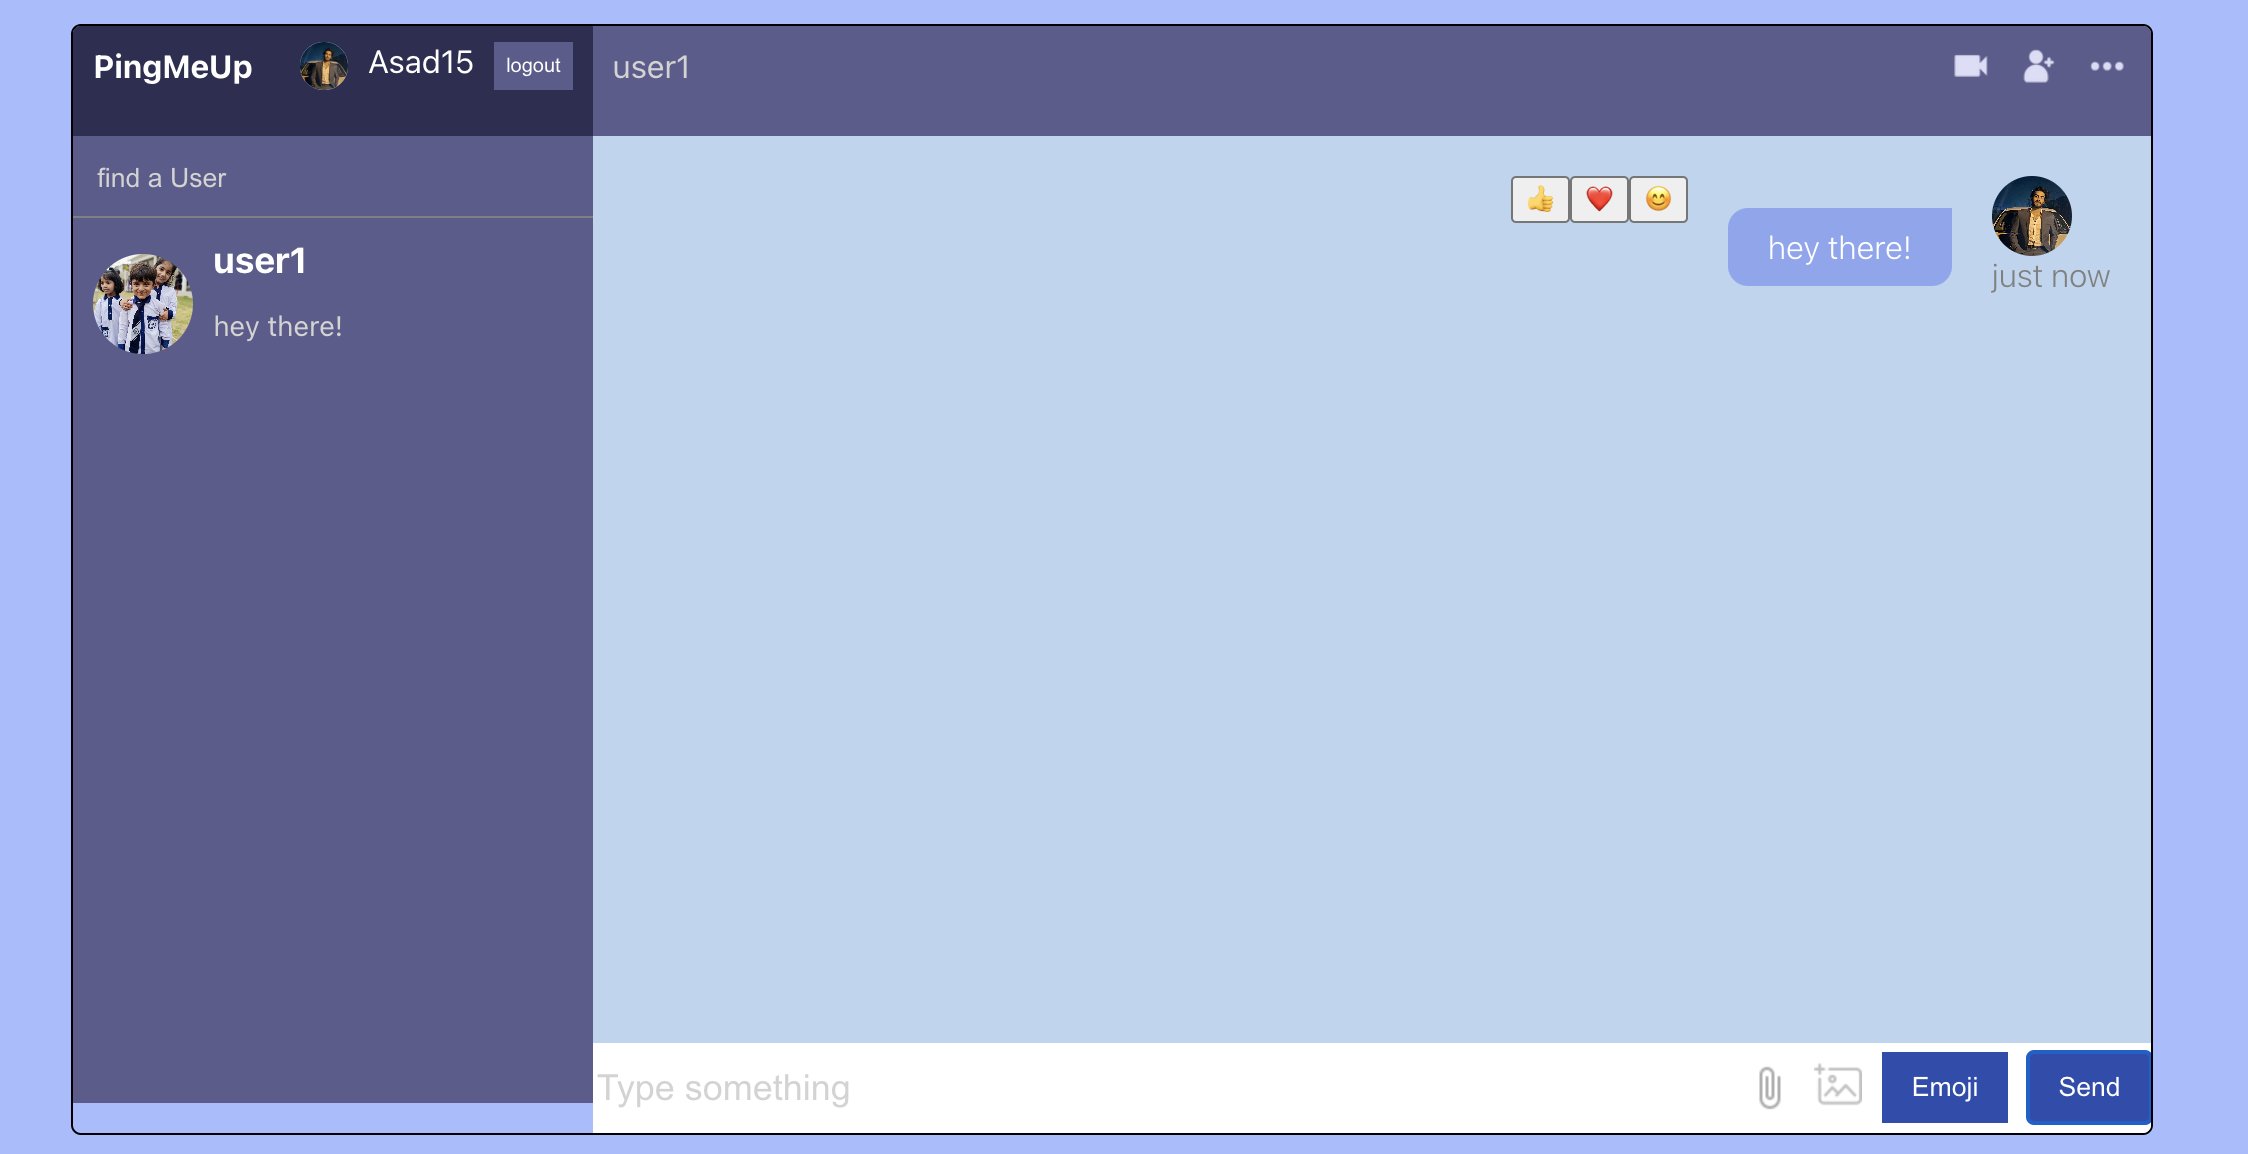 PingMeUp
Asad15
logout
user1
find a User
user1
hey there!
👍 ❤️ 😊
hey there!
just now
Type something
Emoji
Send